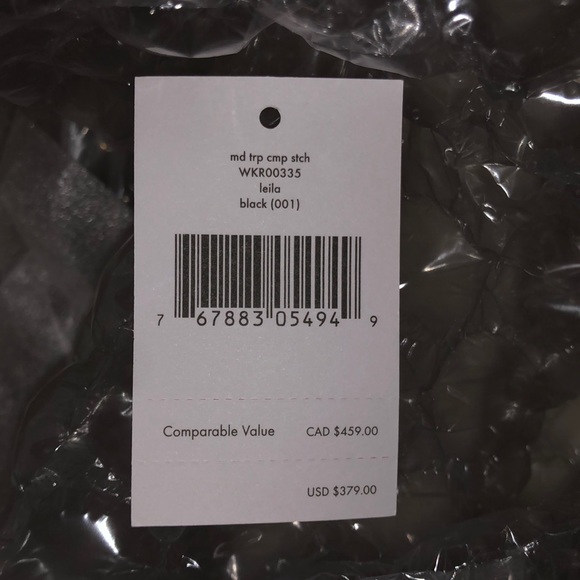 md trp cmp stch
WKR00335
leila
black (001)
7 67883 05494 9
Comparable Value CAD $459.00
USD $379.00